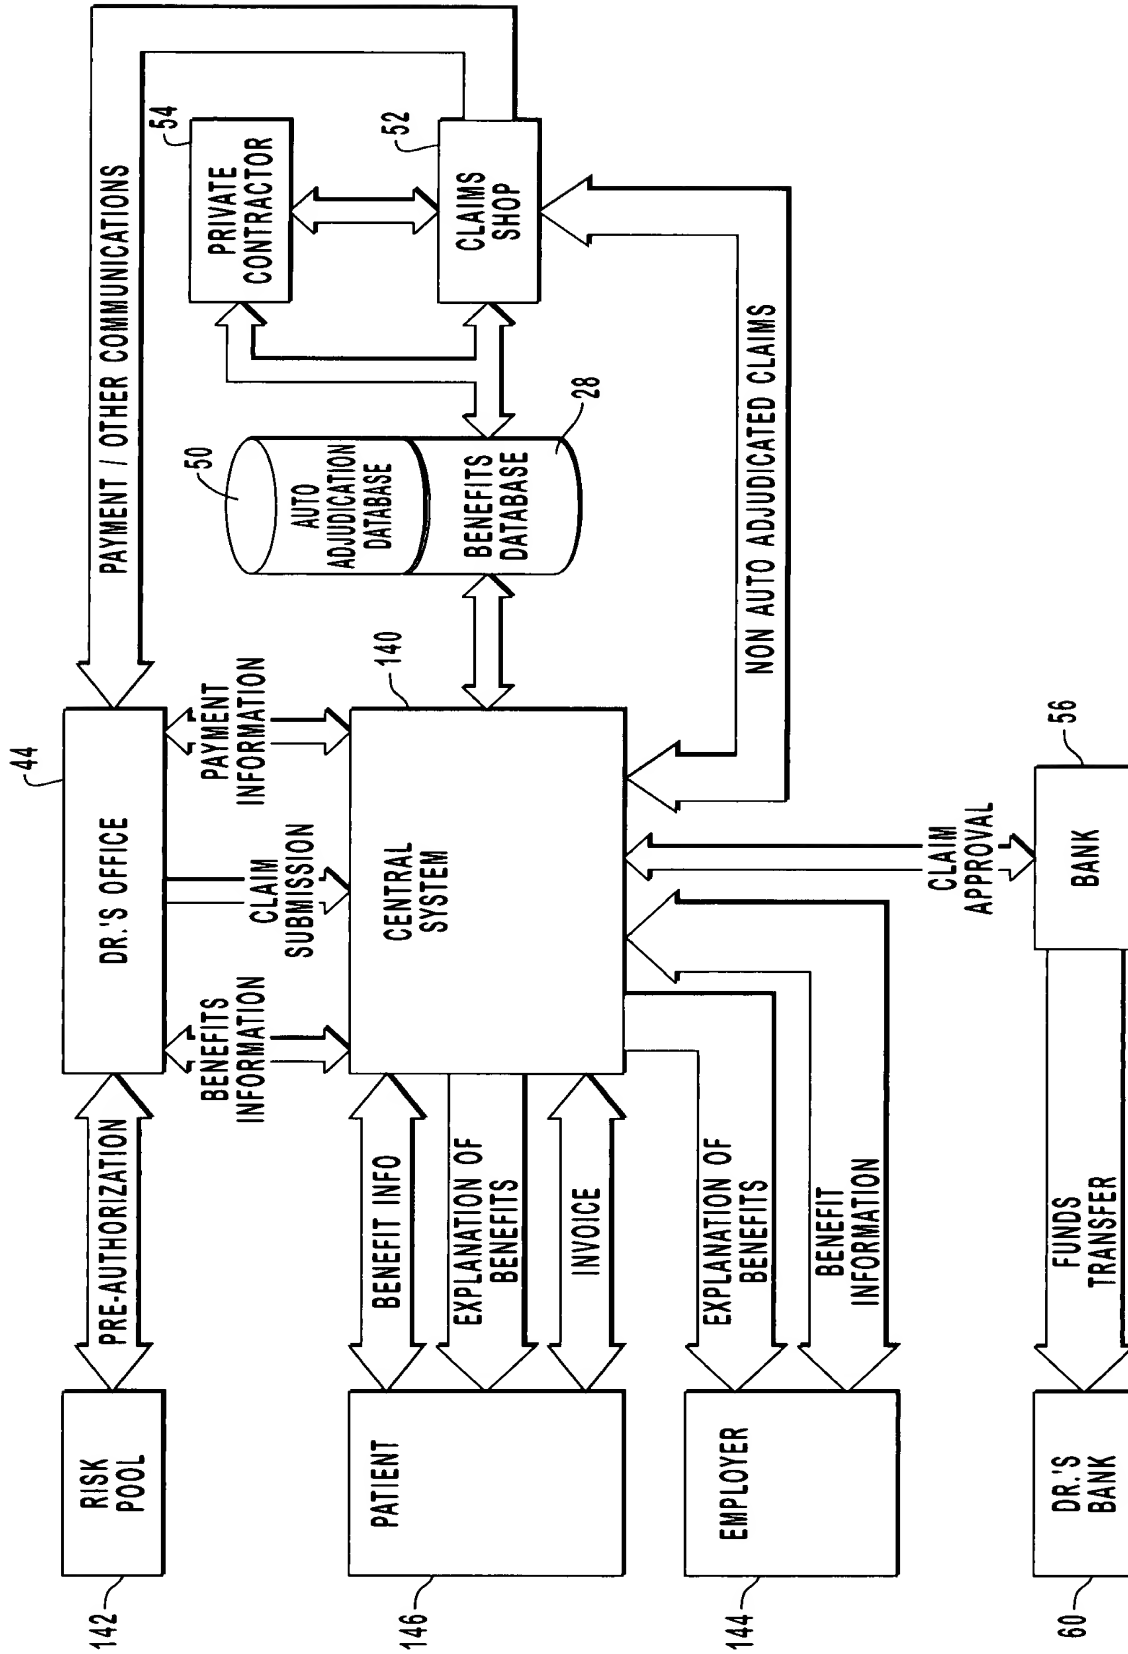 142
RISK
POOL
PRE-AUTHORIZATION
44
DR.'S OFFICE
PAYMENT / OTHER COMMUNICATIONS
BENEFITS
INFORMATION
CLAIM
SUBMISSION
PAYMENT
INFORMATION
54
PRIVATE
CONTRACTOR
50
AUTO
ADJUDICATION
DATABASE
146
PATIENT
BENEFIT INFO
EXPLANATION OF
BENEFITS
INVOICE
140
CENTRAL
SYSTEM
BENEFITS
DATABASE
28
52
CLAIMS
SHOP
144
EMPLOYER
EXPLANATION OF
BENEFITS
BENEFIT
INFORMATION
NON AUTO ADJUDICATED CLAIMS
CLAIM
APPROVAL
60
DR.'S
BANK
FUNDS
TRANSFER
BANK
56